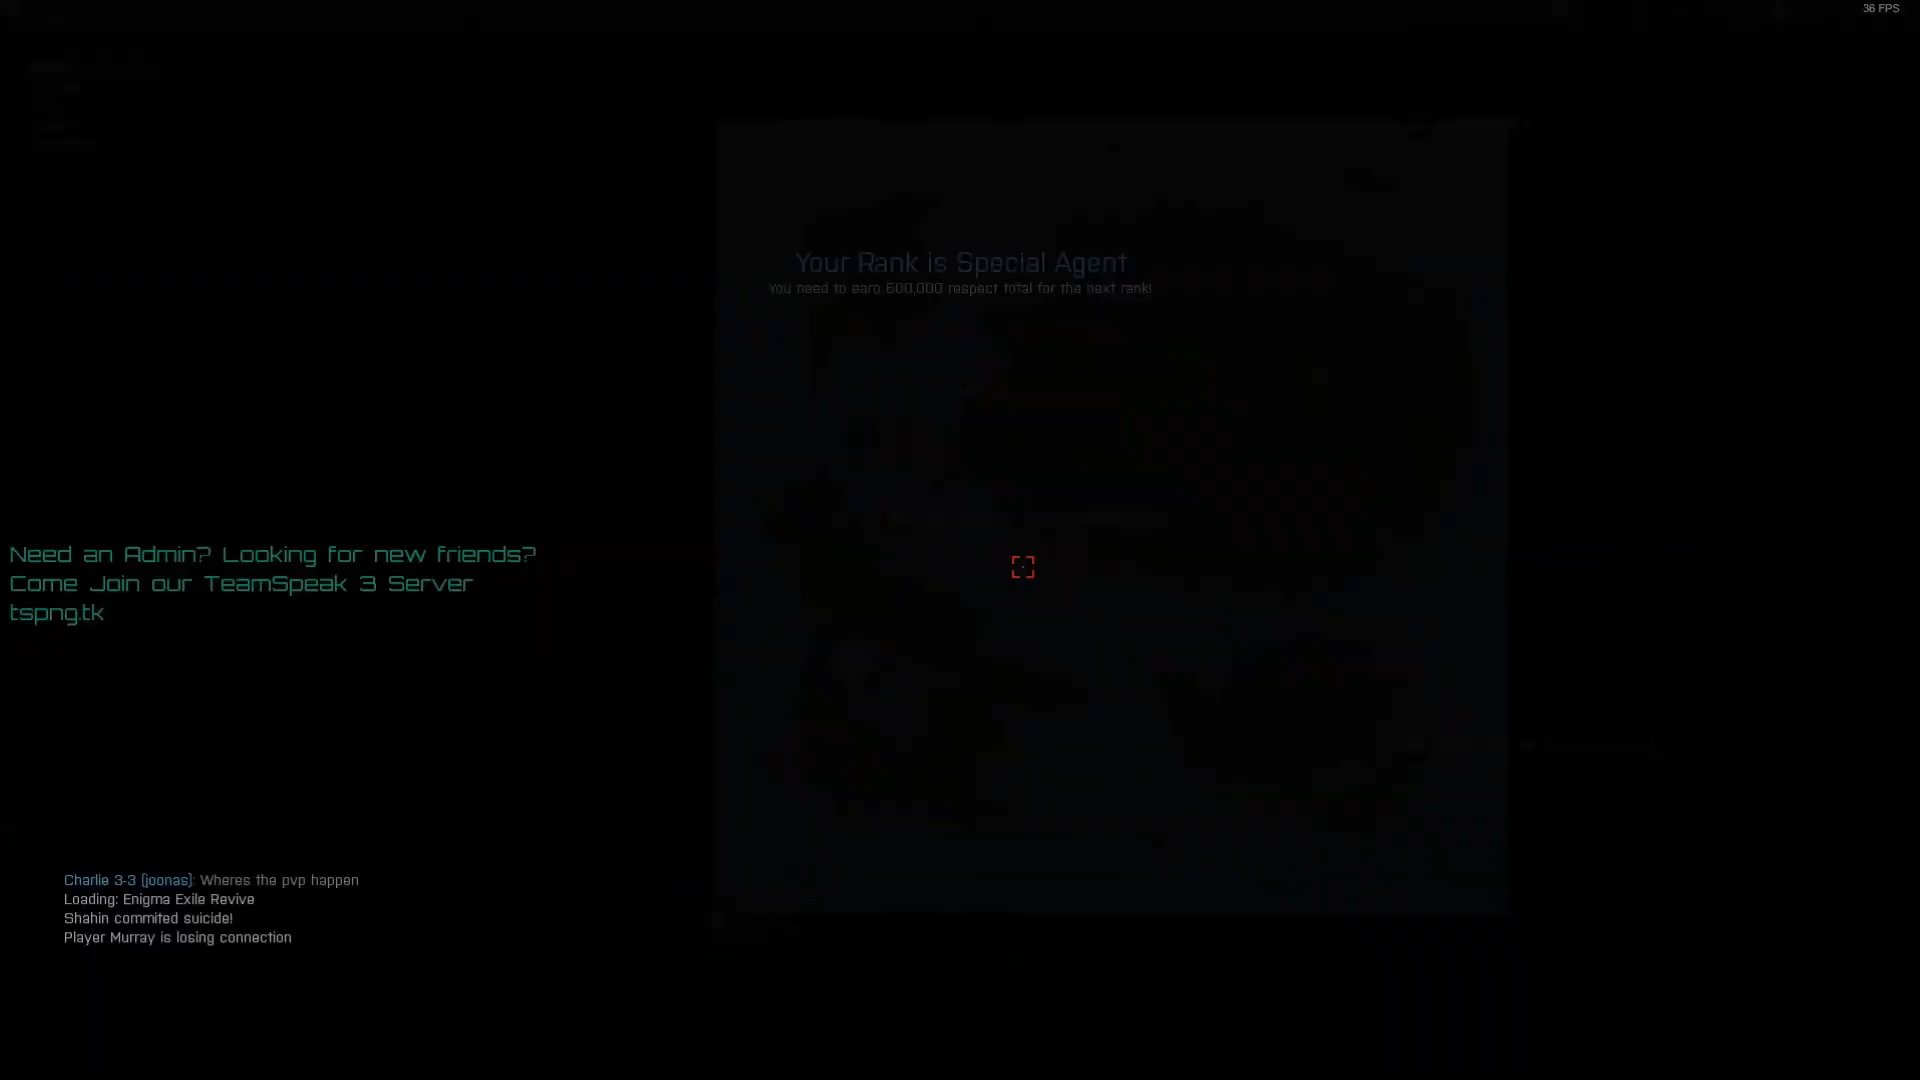 36 FPS
Your Rank is Special Agent
You need to earn 600,000 respect total for the next rank!
Need an Admin? Looking for new friends?
Come Join our TeamSpeak 3 Server
tspng.tk
Charlie 3-3 (joonas): Wheres the pvp happen
Loading: Enigma Exile Revive
Shahin commited suicide!
Player Murray is losing connection